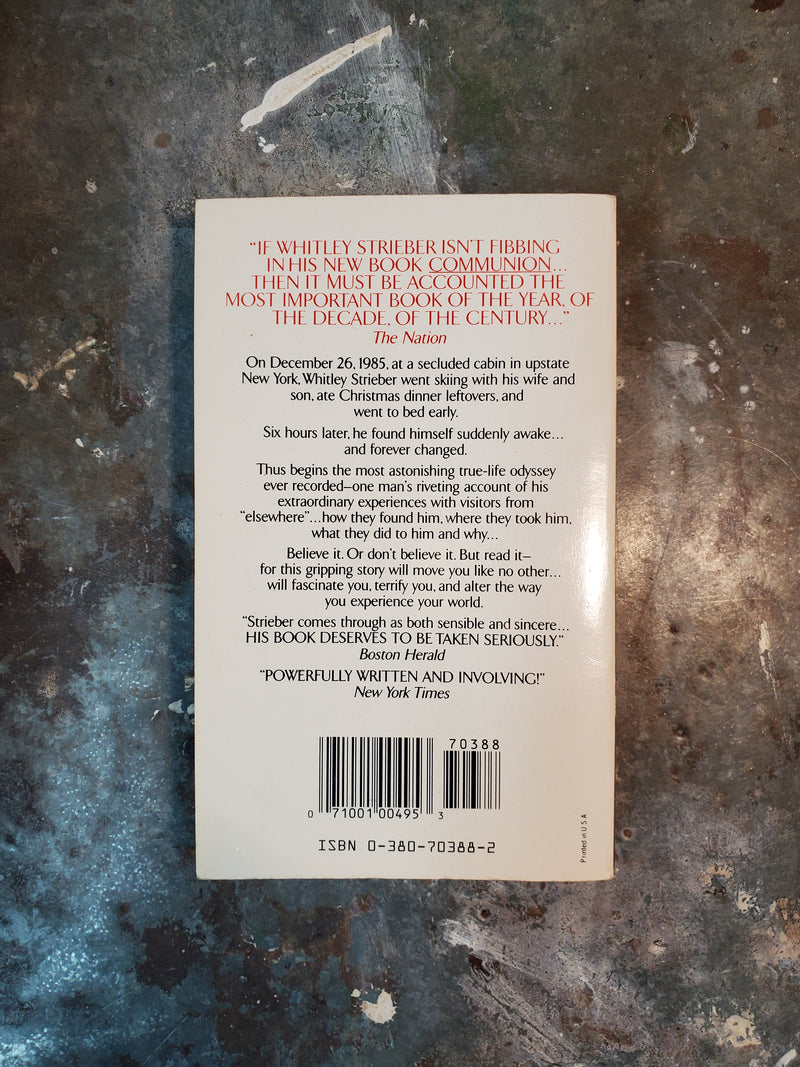 “IF WHITLEY STRIEBER ISN'T FIBBING
IN HIS NEW BOOK COMMUNION...
THEN IT MUST BE ACCOUNTED THE
MOST IMPORTANT BOOK OF THE YEAR, OF
THE DECADE, OF THE CENTURY...”
The Nation
On December 26, 1985, at a secluded cabin in upstate
New York, Whitley Strieber went skiing with his wife and
son, ate Christmas dinner leftovers, and
went to bed early.
Six hours later, he found himself suddenly awake...
and forever changed.
Thus begins the most astonishing true-life odyssey
ever recorded—one man's riveting account of his
extraordinary experiences with visitors from
“elsewhere”...how they found him, where they took him,
what they did to him and why...
Believe it. Or don't believe it. But read it—
for this gripping story will move you like no other...
will fascinate you, terrify you, and alter the way
you experience your world.
“Strieber comes through as both sensible and sincere...
HIS BOOK DESERVES TO BE TAKEN SERIOUSLY.”
Boston Herald
“POWERFULLY WRITTEN AND INVOLVING!”
New York Times
70388
0 71001 00495 3
ISBN 0-380-70388-2
Printed in U S A